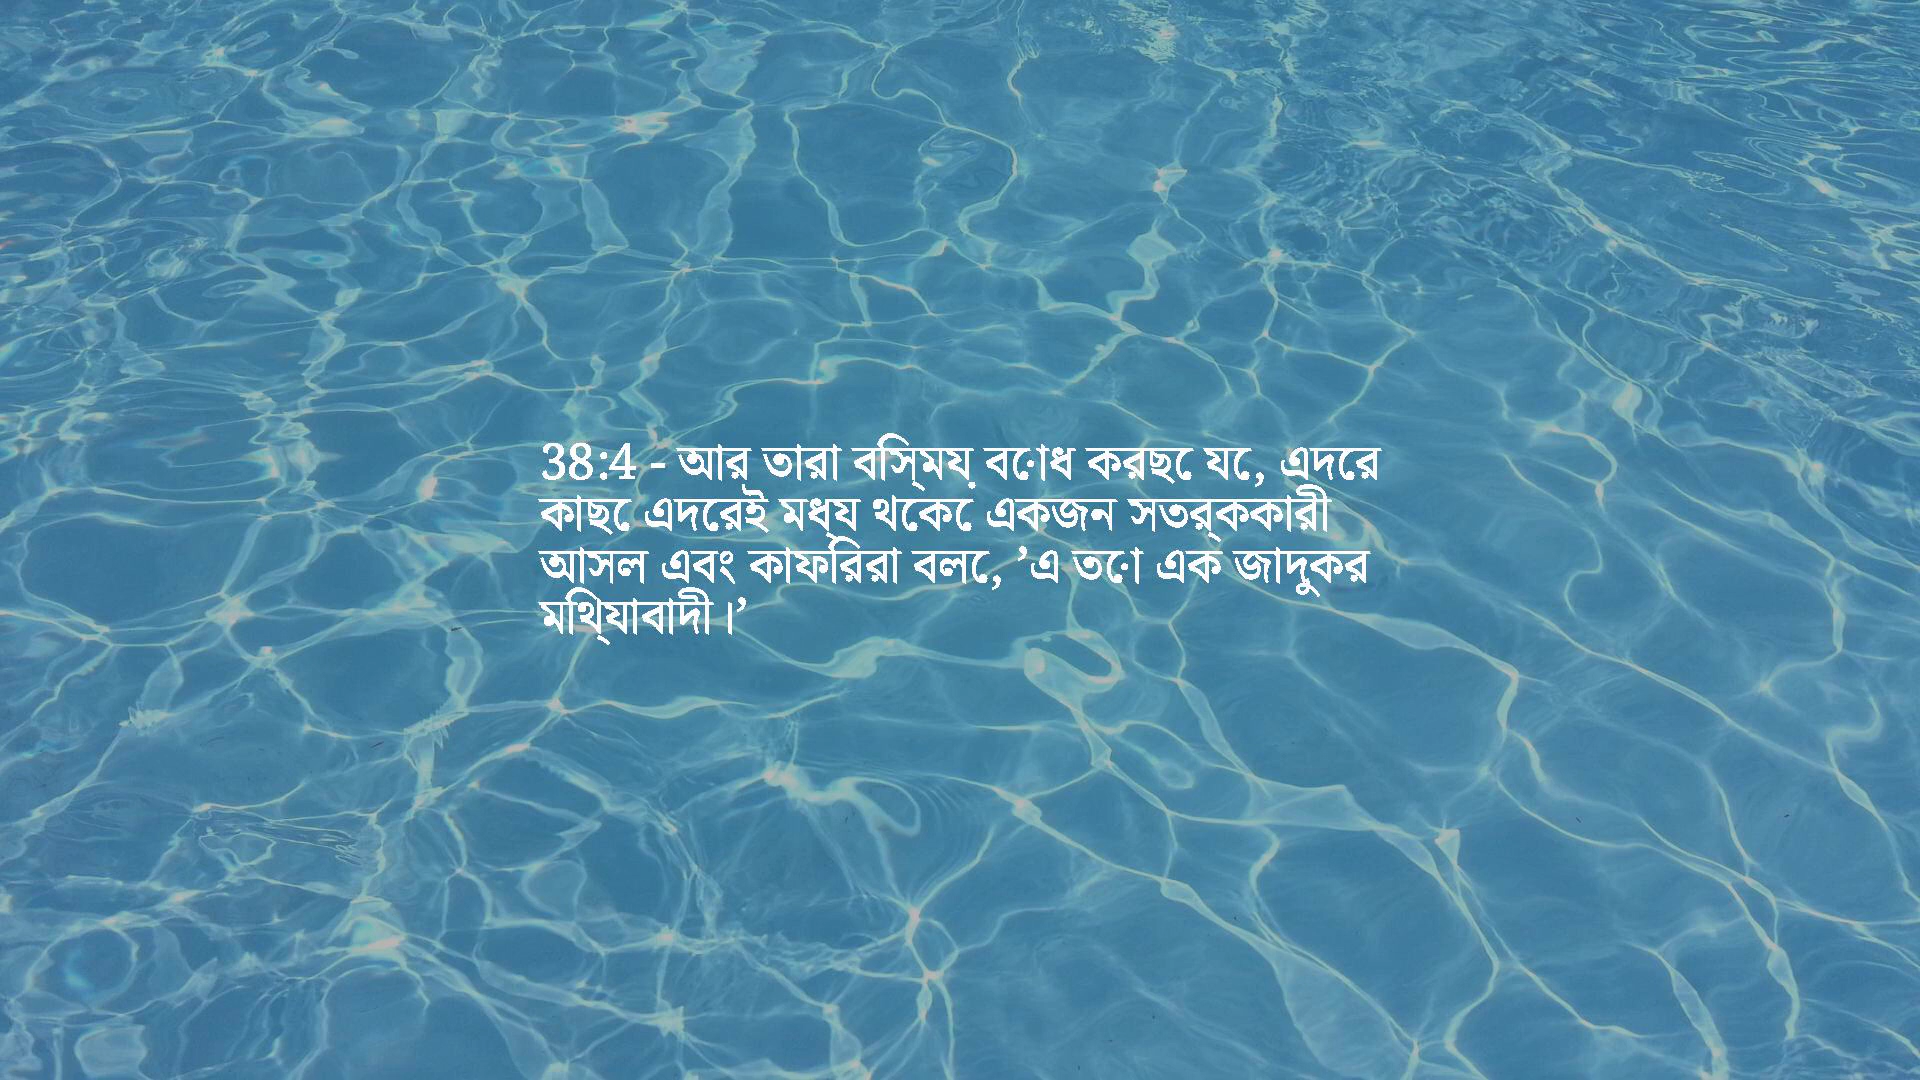 38:4 - আর তারা বিস্ময় বোধ করছে যে, এদের
কাছে এদেরই মধ্য থেকে একজন সতর্ককারী
আসল এবং কাফিররা বলে, ’এ তো এক জাদুকর
মিথ্যাবাদী।’